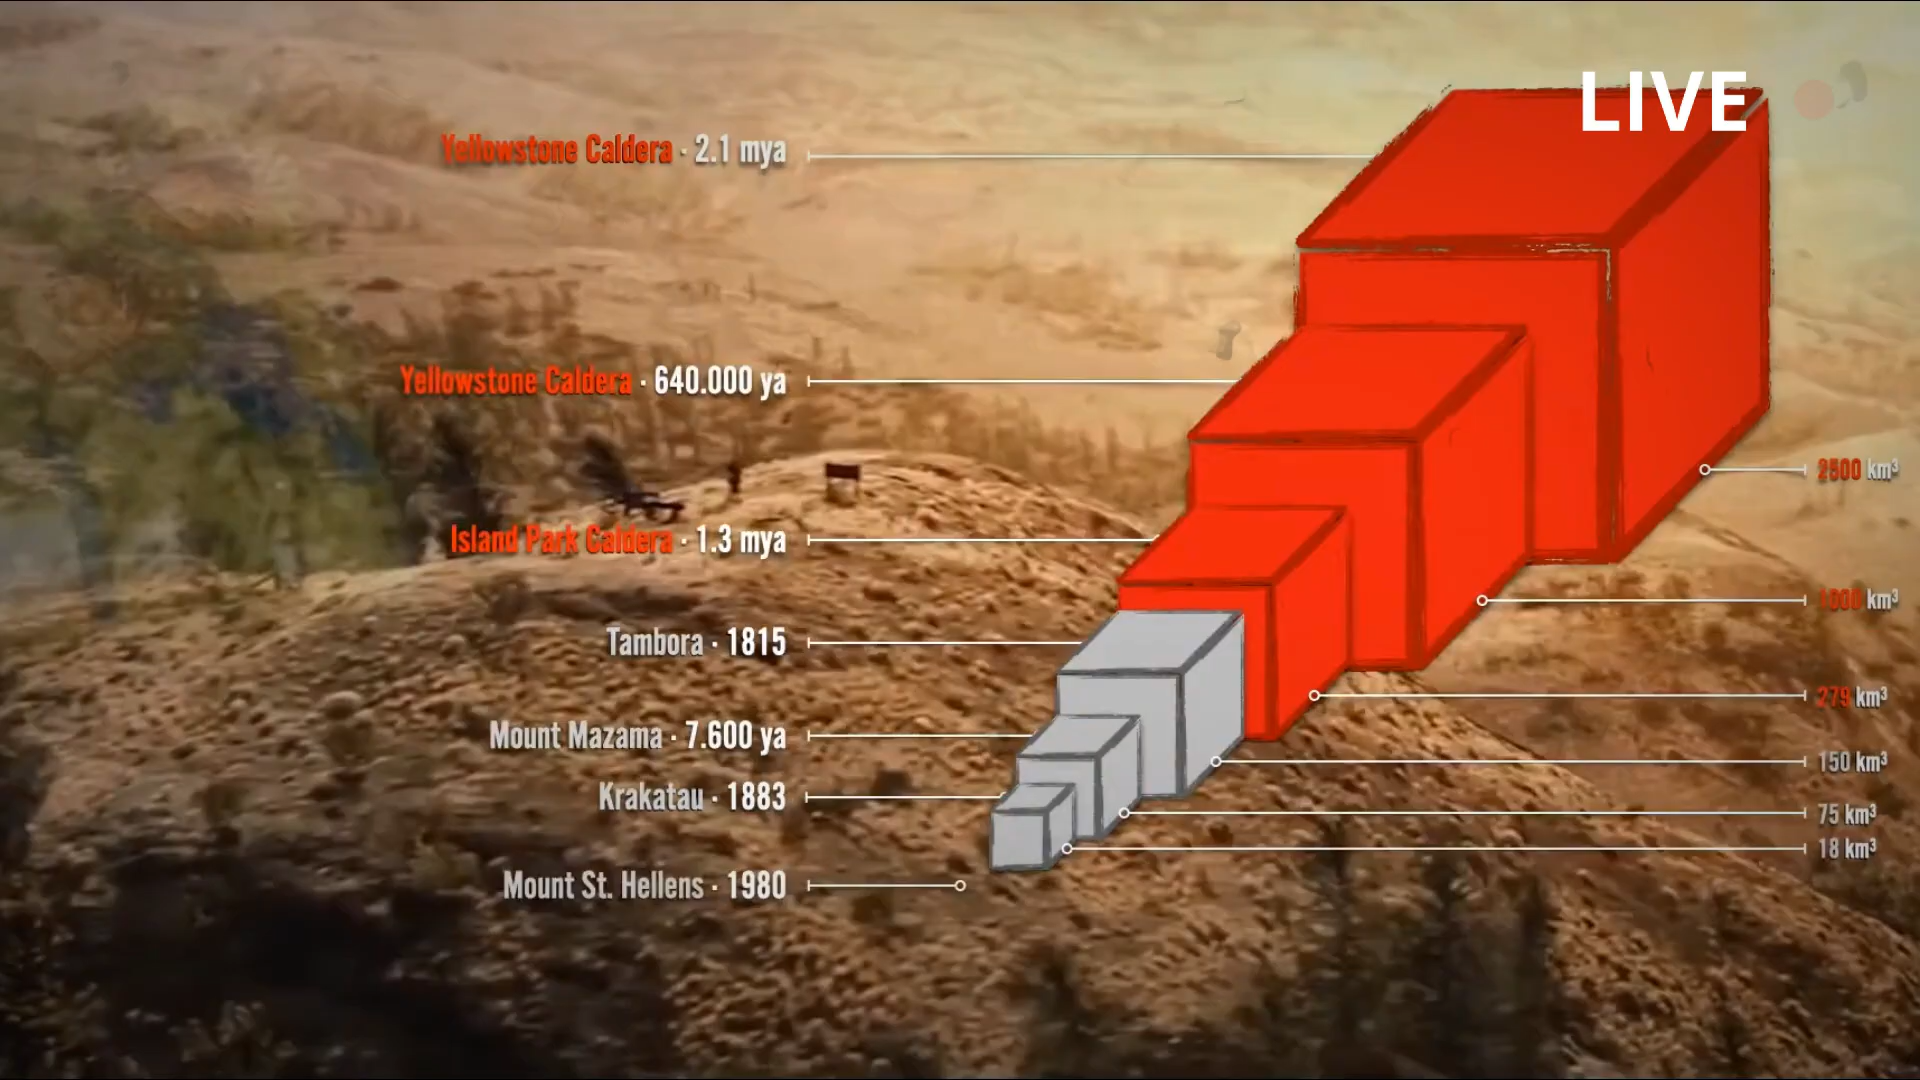 LIVE
Yellowstone Caldera · 2.1 mya
Yellowstone Caldera · 640.000 ya
2500 km³
Island Park Caldera · 1.3 mya
1000 km³
Tambora · 1815
279 km³
Mount Mazama · 7.600 ya
150 km³
Krakatau · 1883
75 km³
18 km³
Mount St. Hellens · 1980